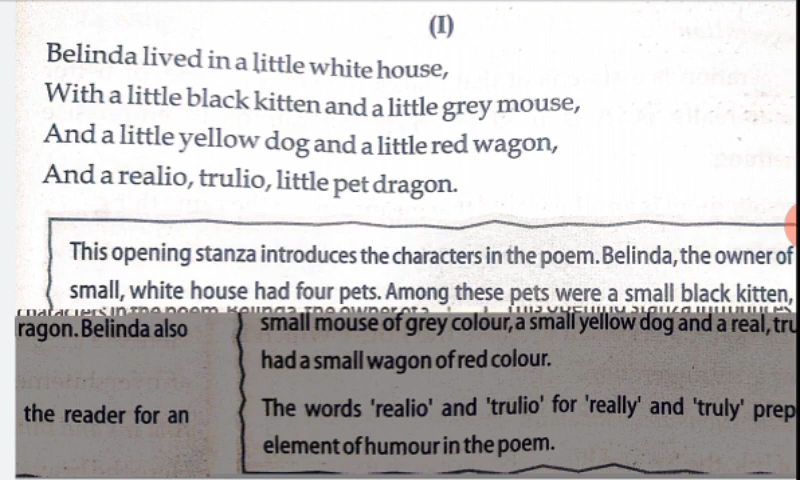 (I)
Belinda lived in a little white house,
With a little black kitten and a little grey mouse,
And a little yellow dog and a little red wagon,
And a realio, trulio, little pet dragon.
This opening stanza introduces the characters in the poem. Belinda, the owner of
small, white house had four pets. Among these pets were a small black kitten,
small mouse of grey colour, a small yellow dog and a real, tru
ragon. Belinda also
had a small wagon of red colour.
The words 'realio' and 'trulio' for 'really' and 'truly' prep
the reader for an
element of humour in the poem.